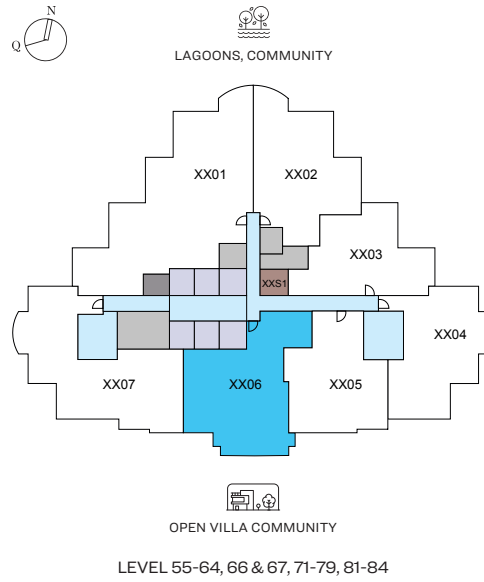 N
Q
LAGOONS, COMMUNITY
XX01
XX02
XX03
XXS1
XX04
XX07
XX06
XX05
OPEN VILLA COMMUNITY
LEVEL 55-64, 66 & 67, 71-79, 81-84